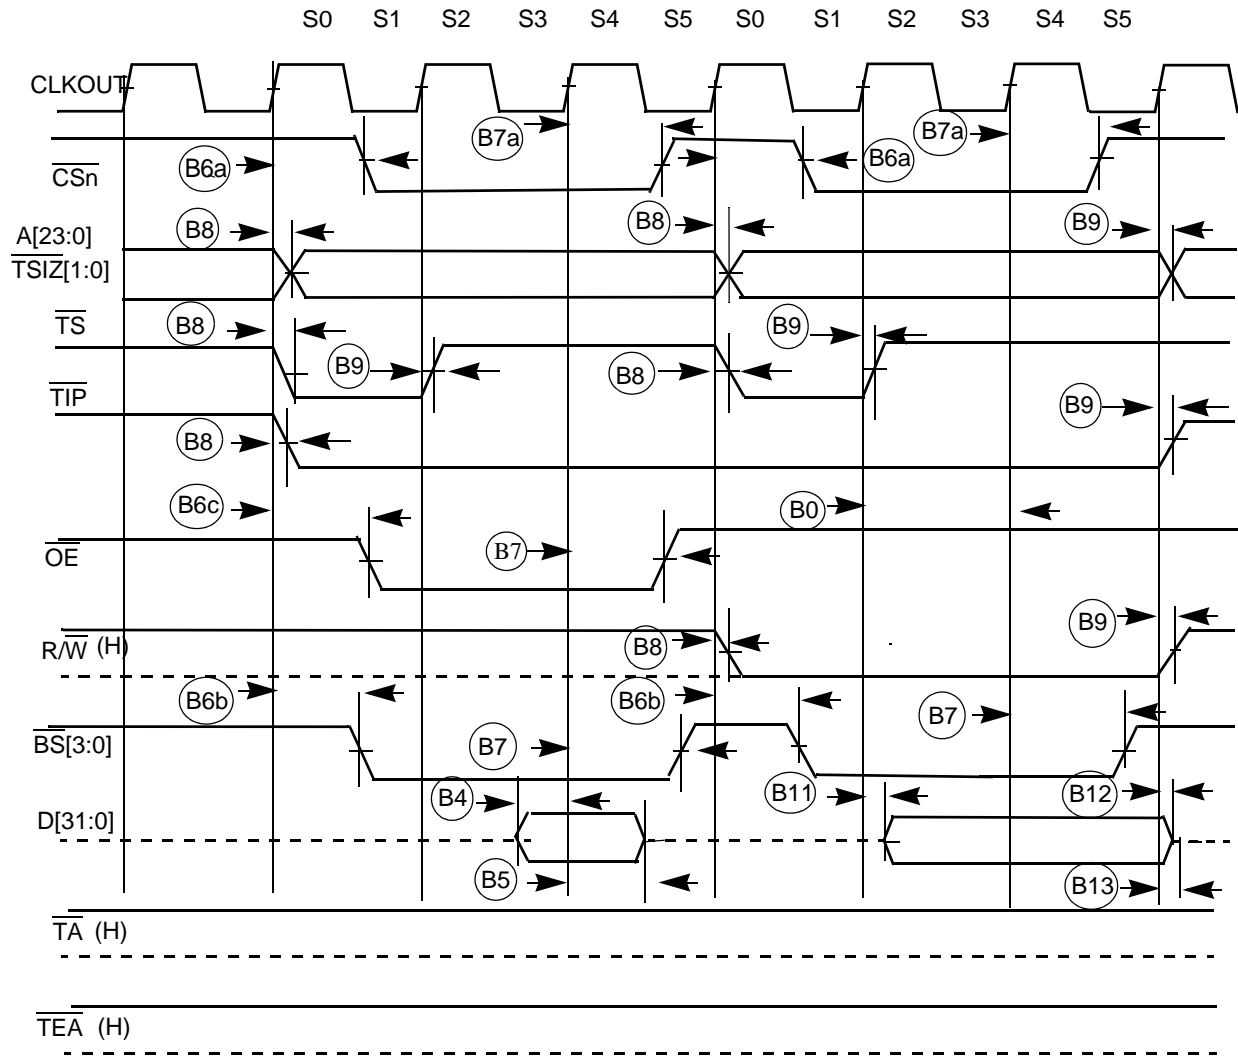 S0 S1 S2 S3 S4 S5 S0 S1 S2 S3 S4 S5
CLKOUT
B7a B7a
B6a B6a
CSn
B8 B8 B9
A[23:0]
TSIZ[1:0]
TS B8 B9
B9 B8
TIP B9
B8
B6c B0
OE B7
R/W (H) B8 B9
B6b B6b
BS[3:0] B7 B7
B4 B11 B12
D[31:0]
B5 B13
TA (H)
TEA (H)